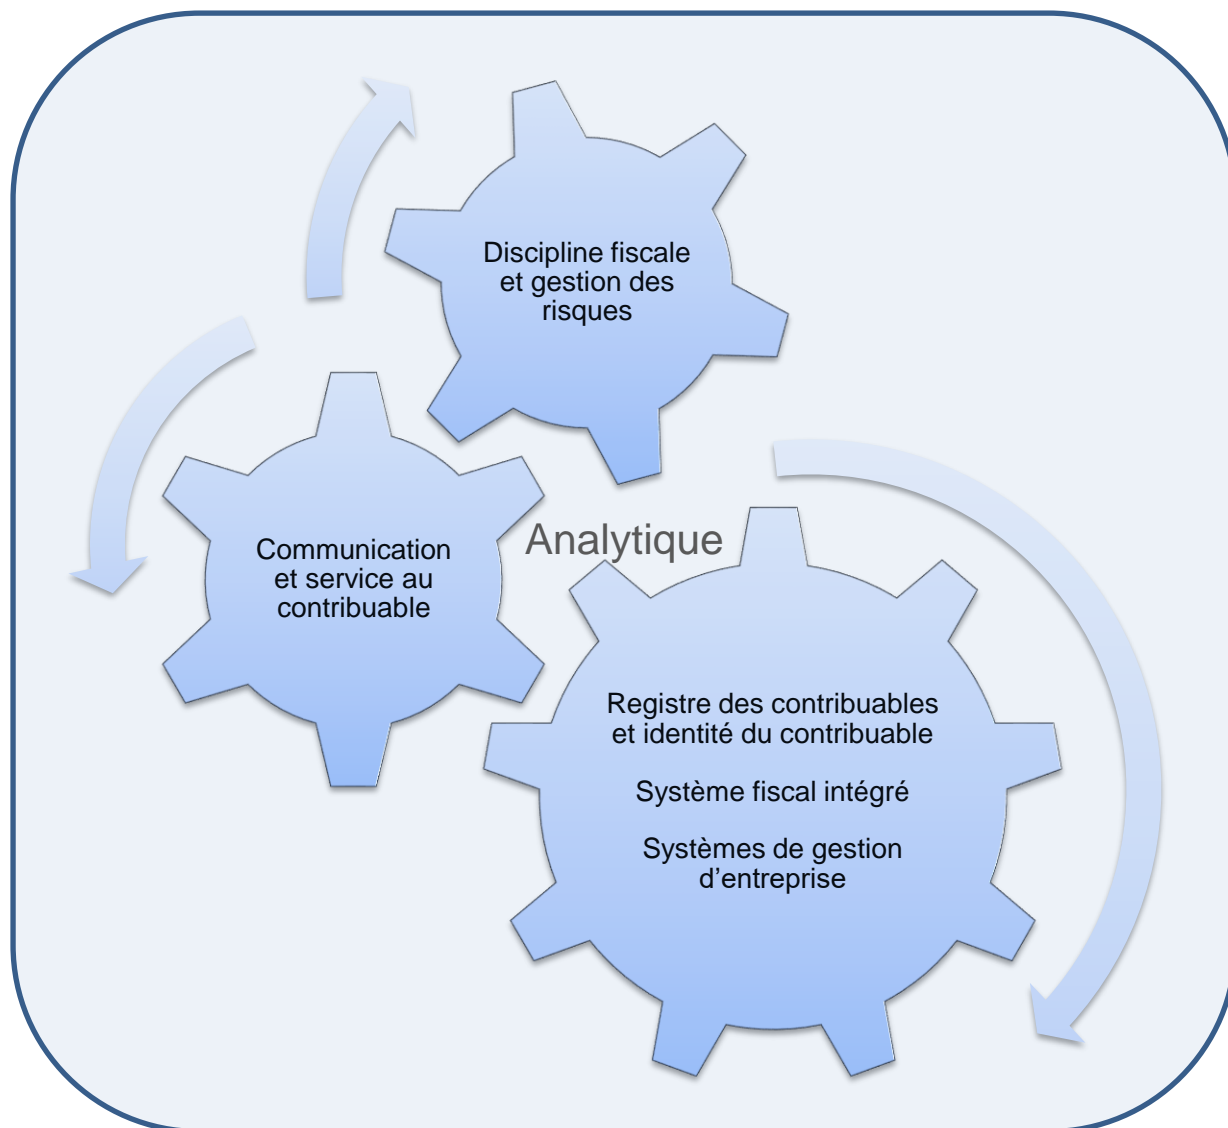 Discipline fiscale
et gestion des
risques
Communication
et service au
contribuable
Analytique
Registre des contribuables
et identité du contribuable
Système fiscal intégré
Systèmes de gestion
d’entreprise